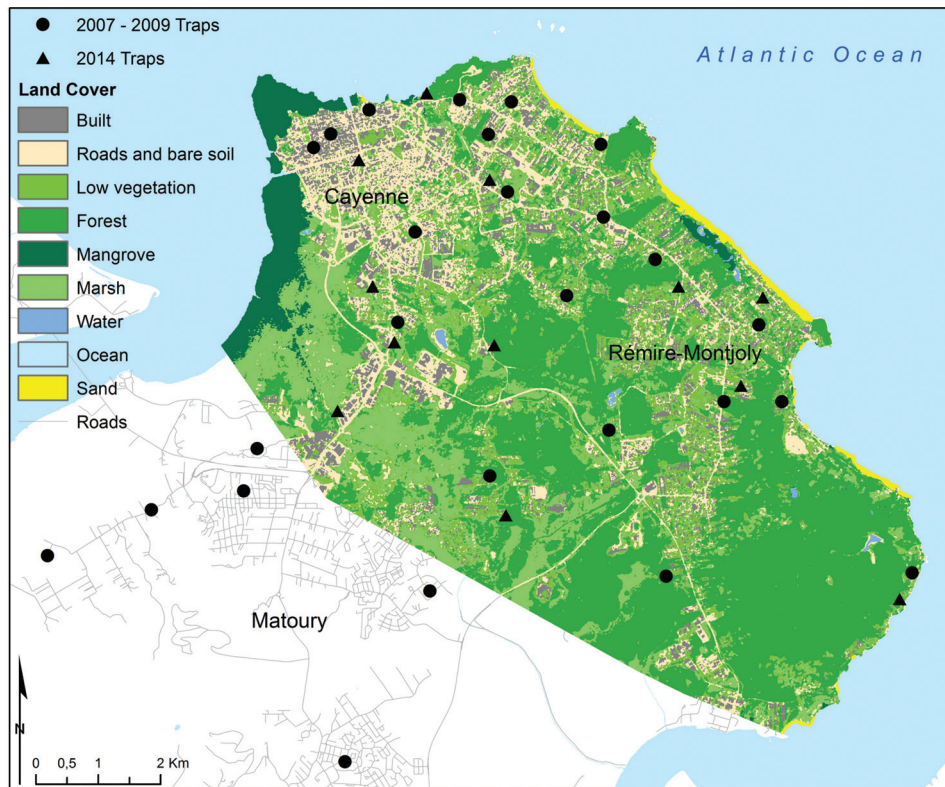 2007 - 2009 Traps
2014 Traps
Land Cover
Built
Roads and bare soil
Low vegetation
Forest
Mangrove
Marsh
Water
Ocean
Sand
Roads
Atlantic Ocean
Cayenne
Rémire-Montjoly
Matoury
N
0 0,5 1 2 Km